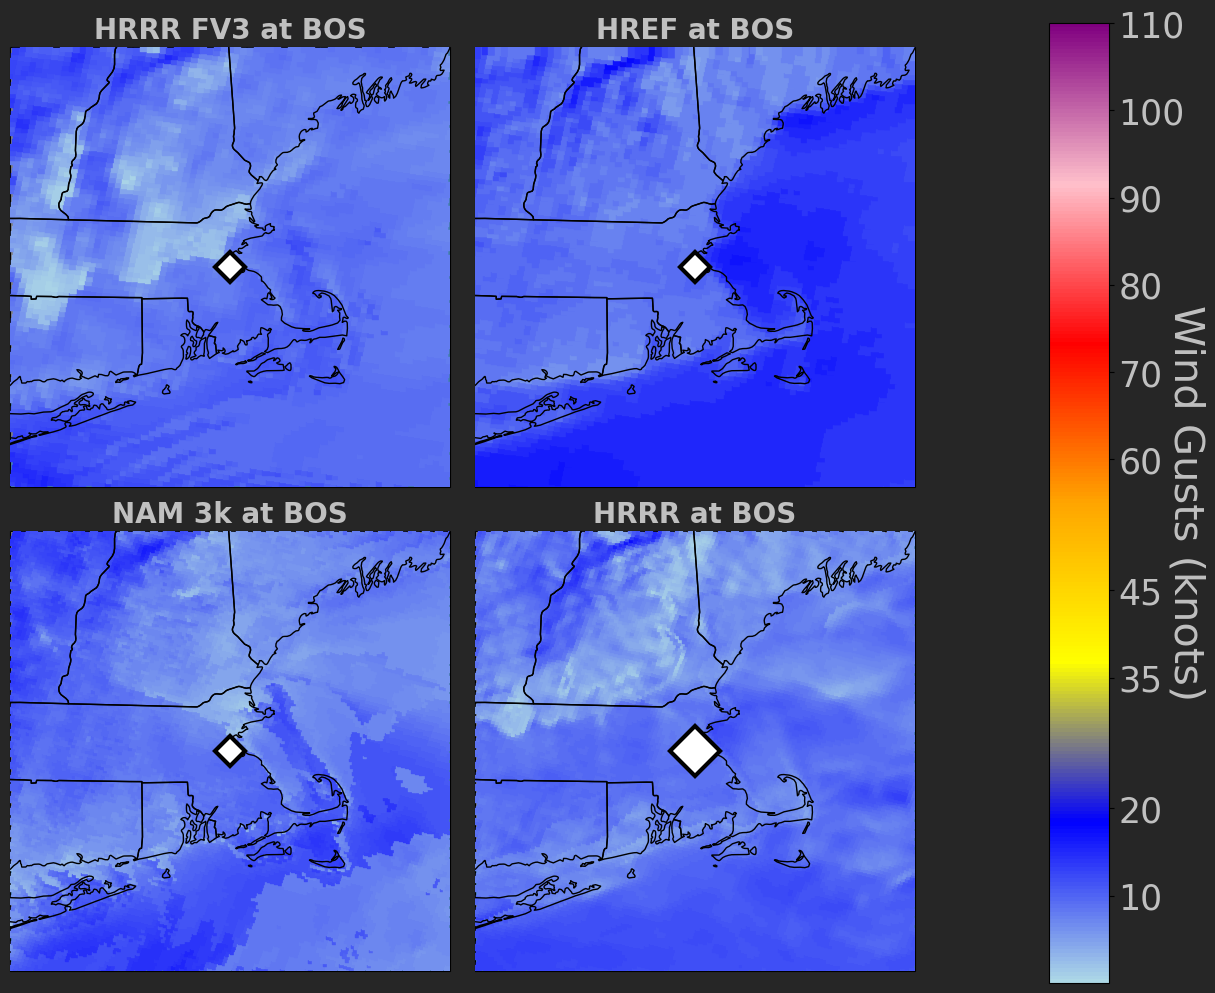 HRRR FV3 at BOS
HREF at BOS
NAM 3k at BOS
HRRR at BOS
110
100
90
80
70
60
45
35
20
10
Wind Gusts (knots)